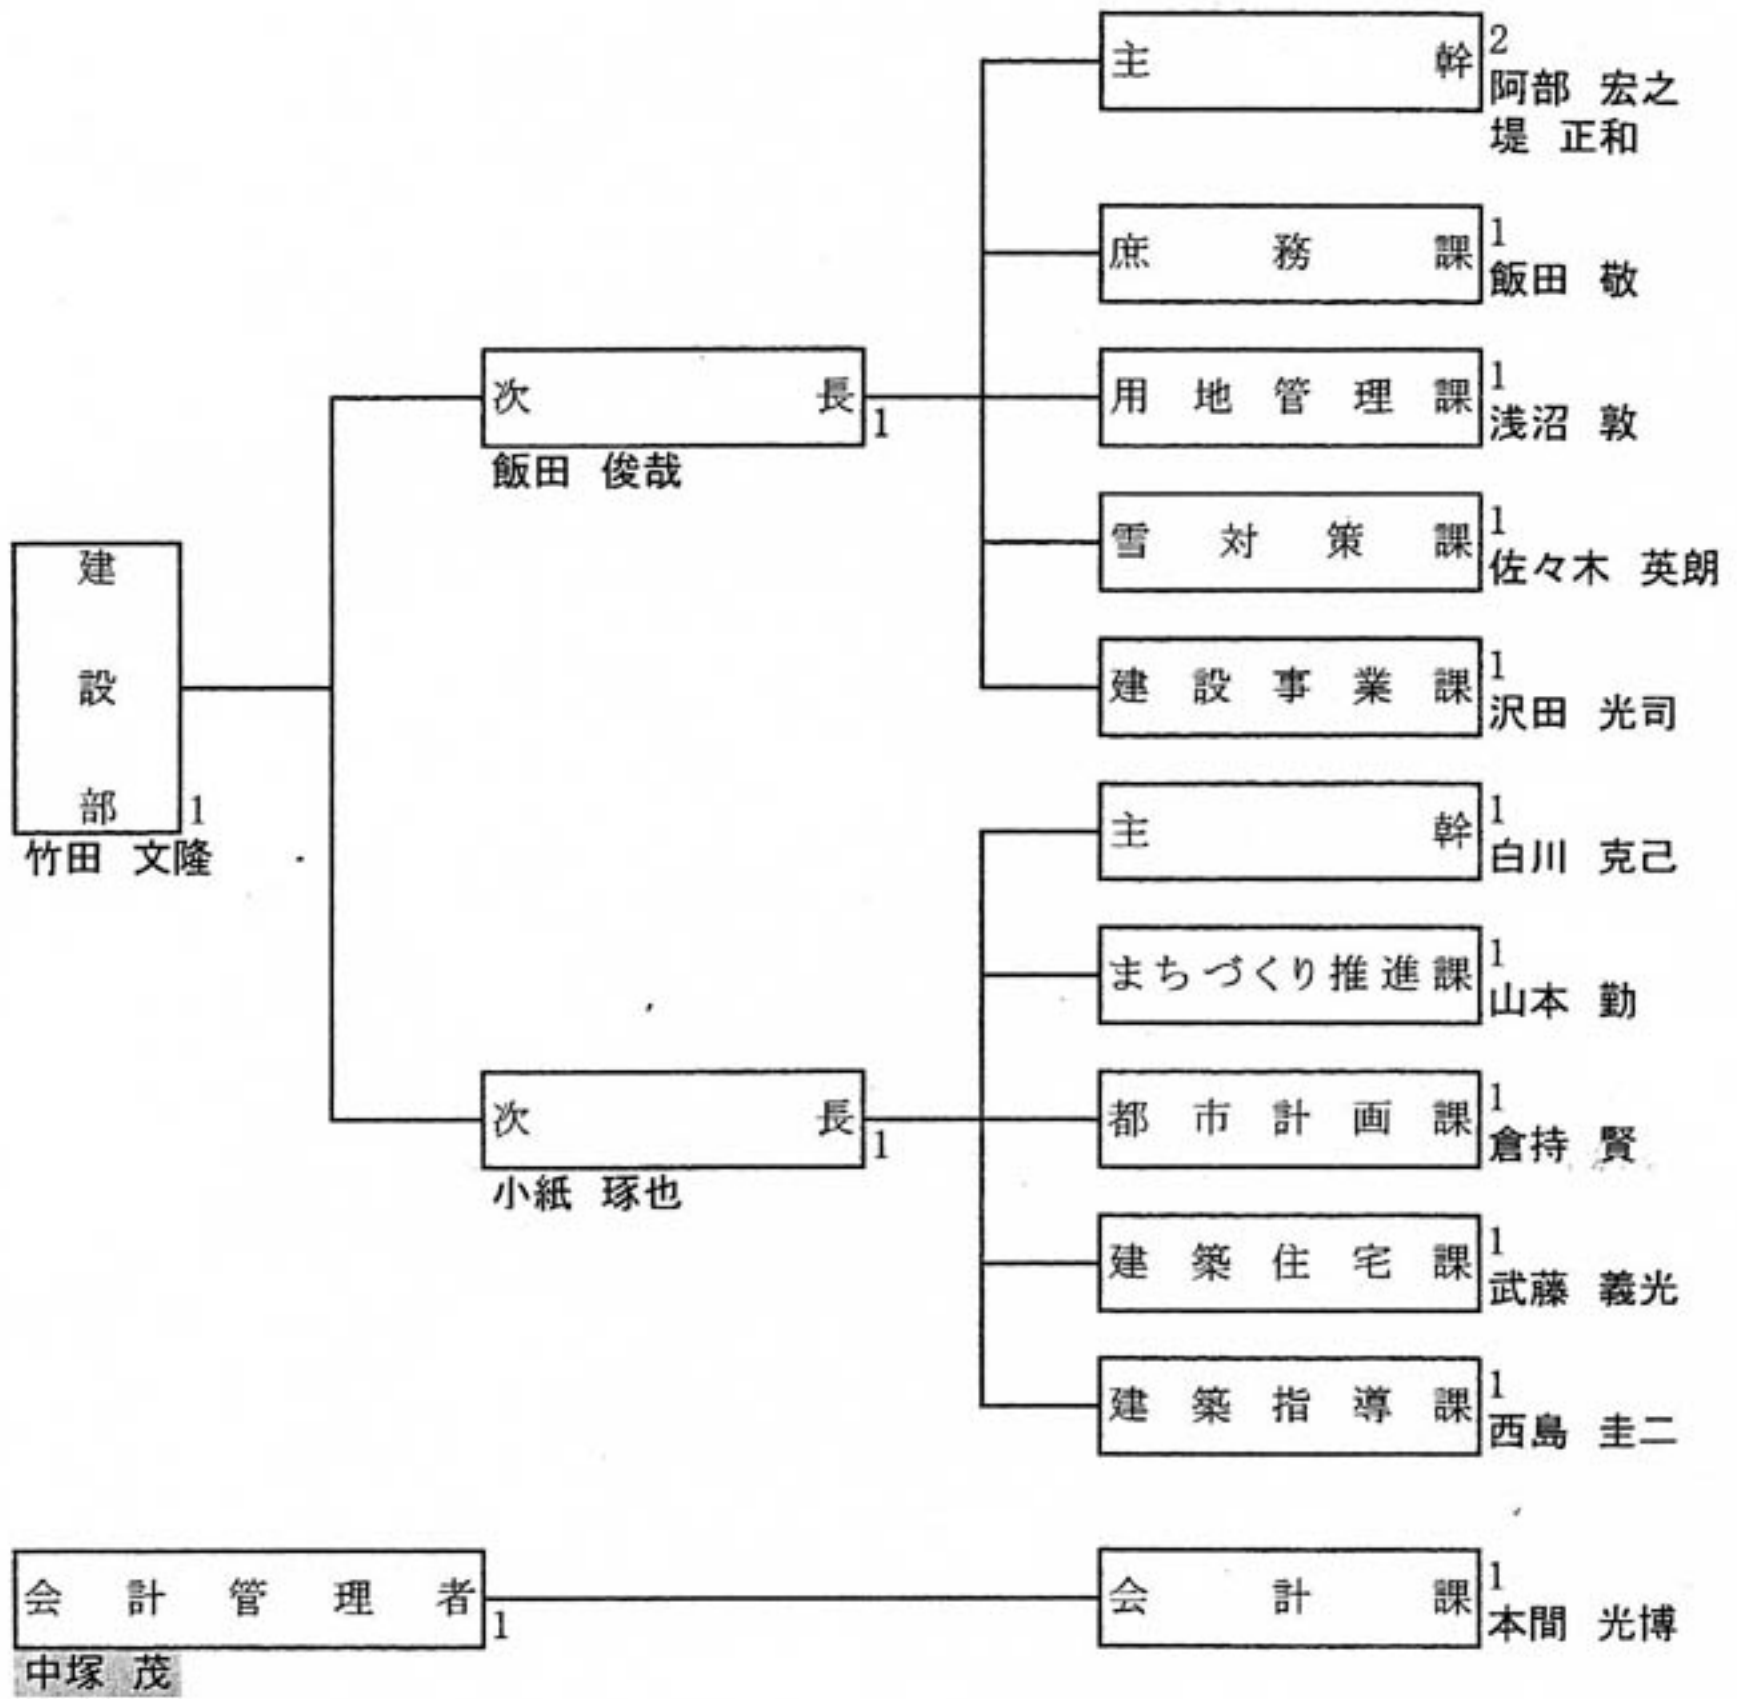 主幹 2
阿部 宏之
堤 正和
庶務課 1
飯田 敬
次長 1
飯田 俊哉
用地管理課 1
浅沼 敦
雪対策課 1
佐々木 英朗
建設部 1
竹田 文隆
建設事業課 1
沢田 光司
主幹 1
白川 克己
まちづくり推進課 1
山本 勤
次長 1
小紙 琢也
都市計画課 1
倉持 賢
建築住宅課 1
武藤 義光
建築指導課 1
西島 圭二
会計管理者 1
中塚 茂
会計課 1
本間 光博